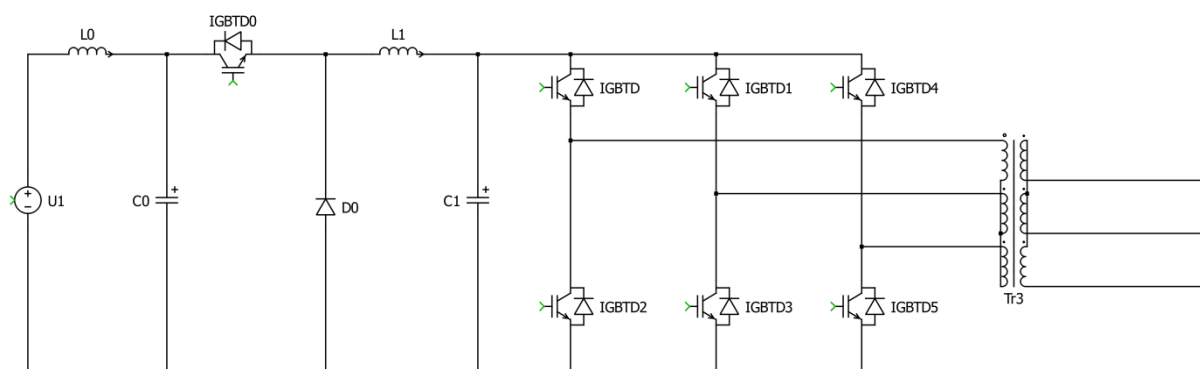 IGBTD0
L0
L1
IGBTD
IGBTD1
IGBTD4
+
-
U1
C0
+
D0
C1
+
IGBTD2
IGBTD3
IGBTD5
Tr3